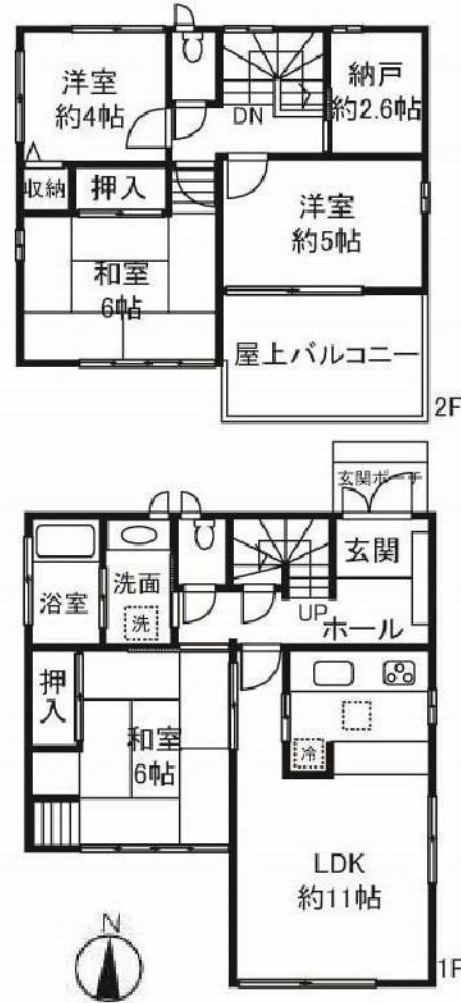 洋室
約4帖
DN
納戸
約2.6帖
収納
押入
洋室
約5帖
和室
6帖
屋上バルコニー
2F
玄関ポーチ
浴室
洗面
洗
玄関
UP
ホール
押入
和室
6帖
冷
LDK
約11帖
N
1F